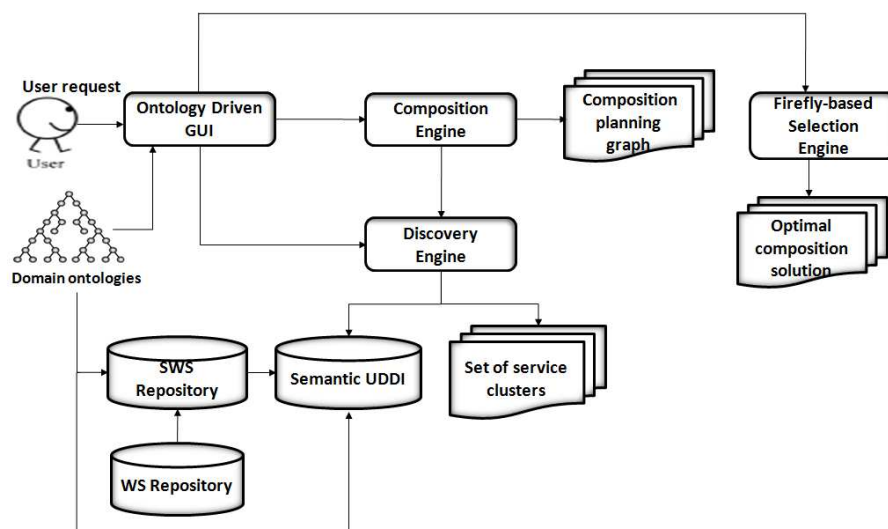 User request
User
Ontology Driven
GUI
Composition
Engine
Composition
planning
graph
Firefly-based
Selection
Engine
Domain ontologies
Discovery
Engine
Optimal
composition
solution
SWS
Repository
Semantic UDDI
Set of service
clusters
WS Repository